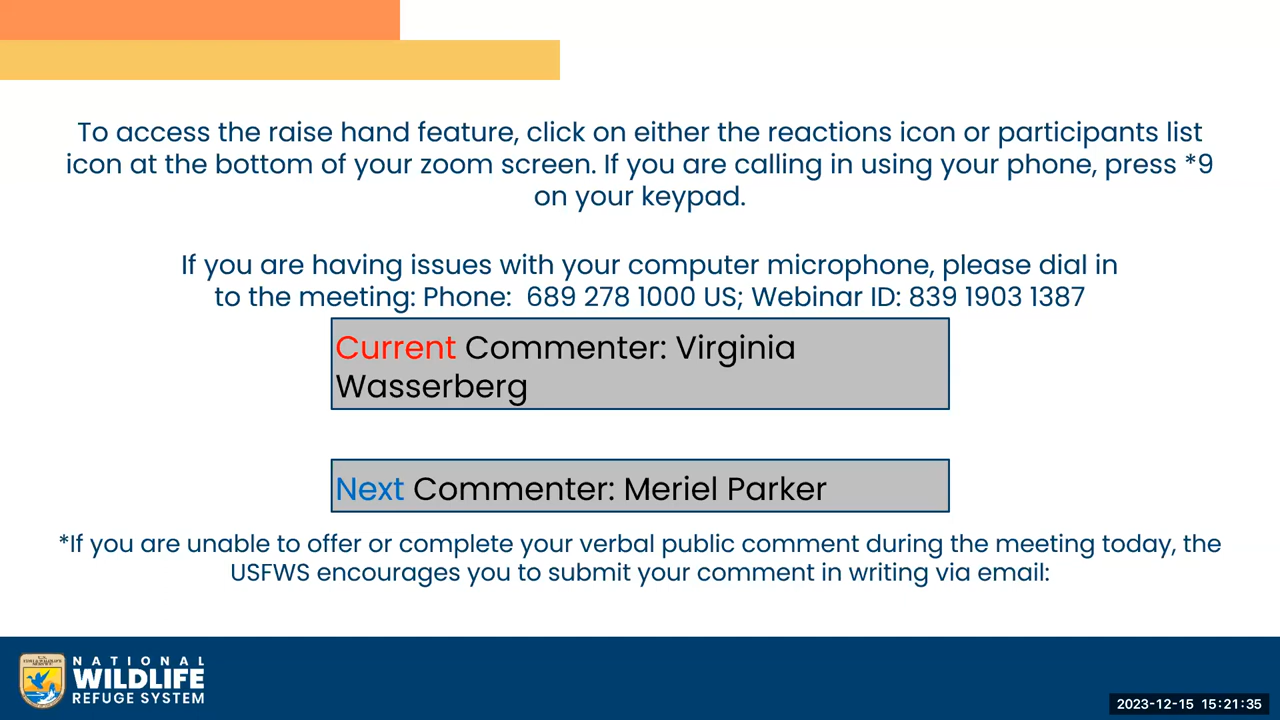 To access the raise hand feature, click on either the reactions icon or participants list
icon at the bottom of your zoom screen. If you are calling in using your phone, press *9
on your keypad.
If you are having issues with your computer microphone, please dial in
to the meeting: Phone:  689 278 1000 US; Webinar ID: 839 1903 1387
Current Commenter: Virginia
Wasserberg
Next Commenter: Meriel Parker
*If you are unable to offer or complete your verbal public comment during the meeting today, the
USFWS encourages you to submit your comment in writing via email:
NATIONAL
WILDLIFE
REFUGE SYSTEM
2023-12-15 15:21:35